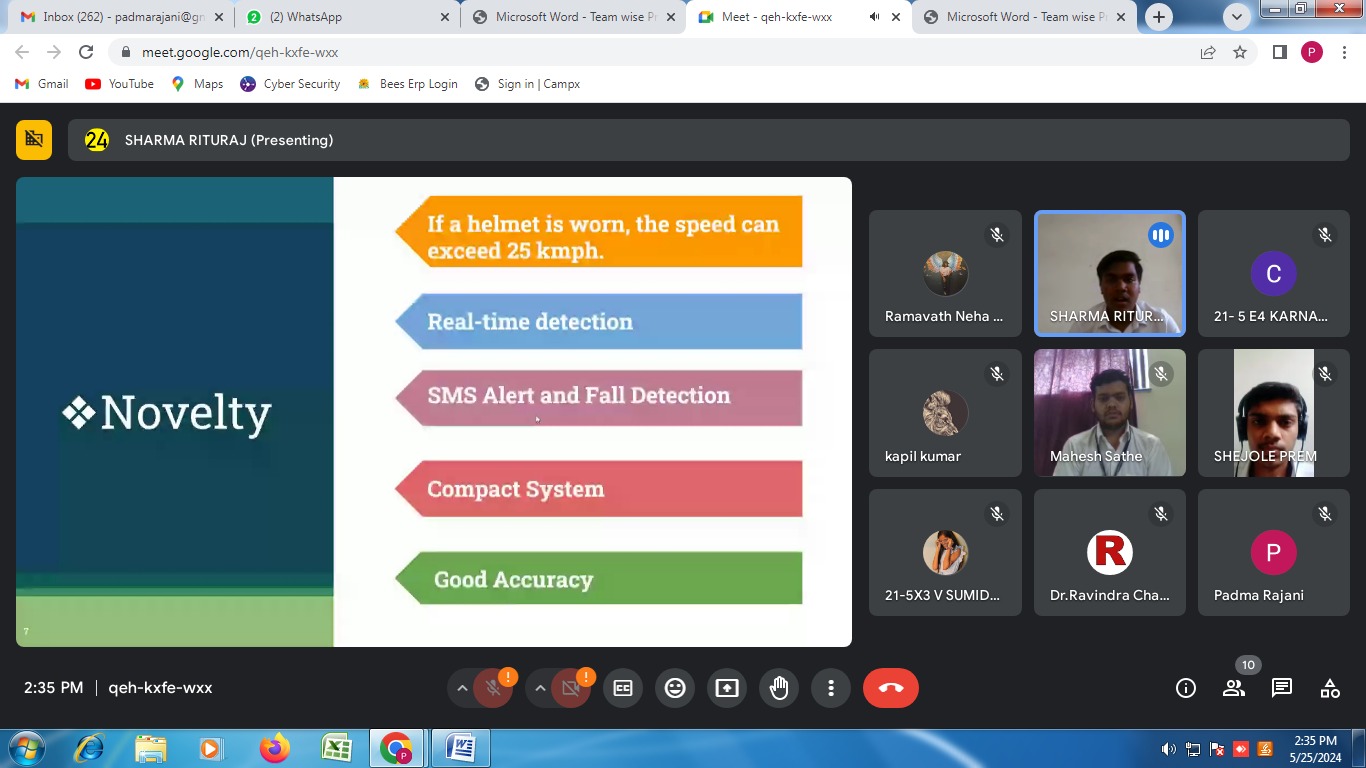 Inbox (262) - padmarajani@gn
(2) WhatsApp
Microsoft Word - Team wise Pr
Meet - qeh-kxfe-wxx
Microsoft Word - Team wise Pr
meet.google.com/qeh-kxfe-wxx
P
Gmail
YouTube
Maps
Cyber Security
Bees Erp Login
Sign in | Campx
24
SHARMA RITURAJ (Presenting)
❖Novelty
7
If a helmet is worn, the speed can
exceed 25 kmph.
Real-time detection
SMS Alert and Fall Detection
Compact System
Good Accuracy
Ramavath Neha ...
SHARMA RITUR...
C
21- 5 E4 KARNA...
kapil kumar
Mahesh Sathe
SHEJOLE PREM
21-5X3 V SUMID...
R
Dr.Ravindra Cha...
P
Padma Rajani
2:35 PM | qeh-kxfe-wxx
10
2:35 PM
5/25/2024